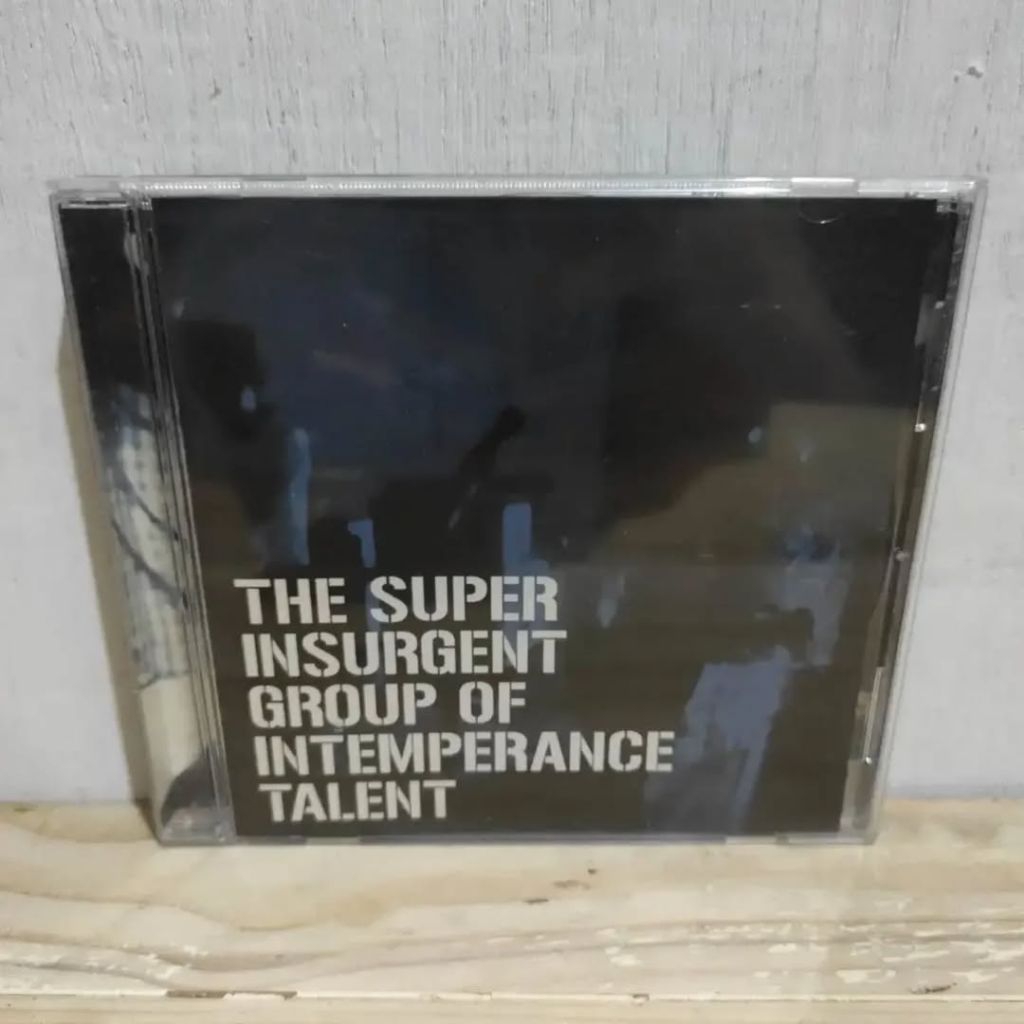 THE SUPER
INSURGENT
GROUP OF
INTEMPERANCE
TALENT